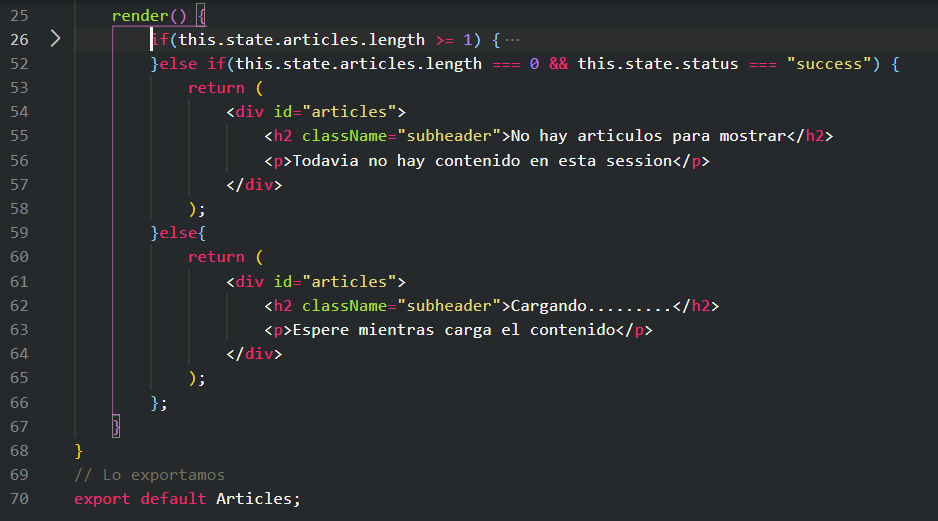 25 render() {
26 if(this.state.articles.length >= 1) { ⋯
52 }else if(this.state.articles.length === 0 && this.state.status === "success") {
53 return (
54 <div id="articles">
55 <h2 className="subheader">No hay articulos para mostrar</h2>
56 <p>Todavia no hay contenido en esta session</p>
57 </div>
58 );
59 }else{
60 return (
61 <div id="articles">
62 <h2 className="subheader">Cargando.........</h2>
63 <p>Espere mientras carga el contenido</p>
64 </div>
65 );
66 };
67 }
68 }
69 // Lo exportamos
70 export default Articles;